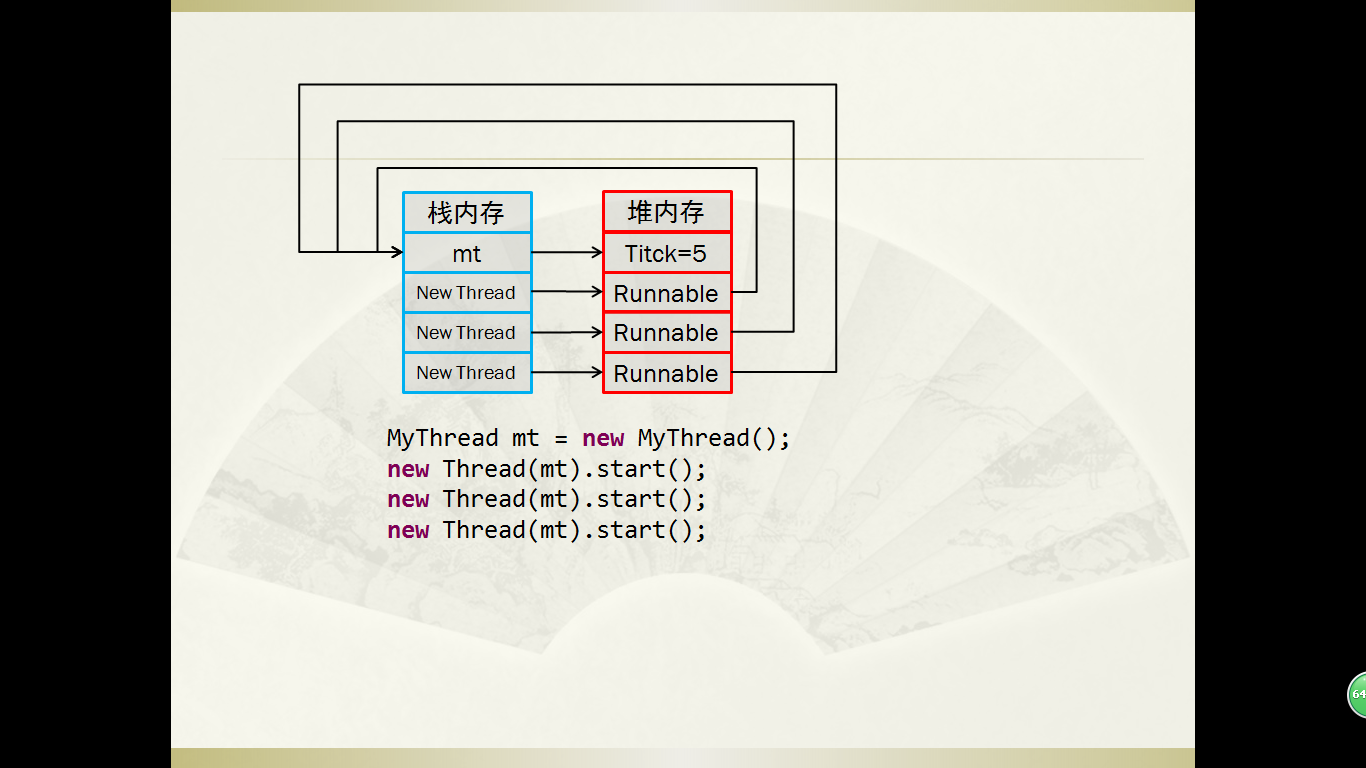 栈内存 堆内存
mt Titck=5
New Thread Runnable
New Thread Runnable
New Thread Runnable
MyThread mt = new MyThread();
new Thread(mt).start();
new Thread(mt).start();
new Thread(mt).start();
64